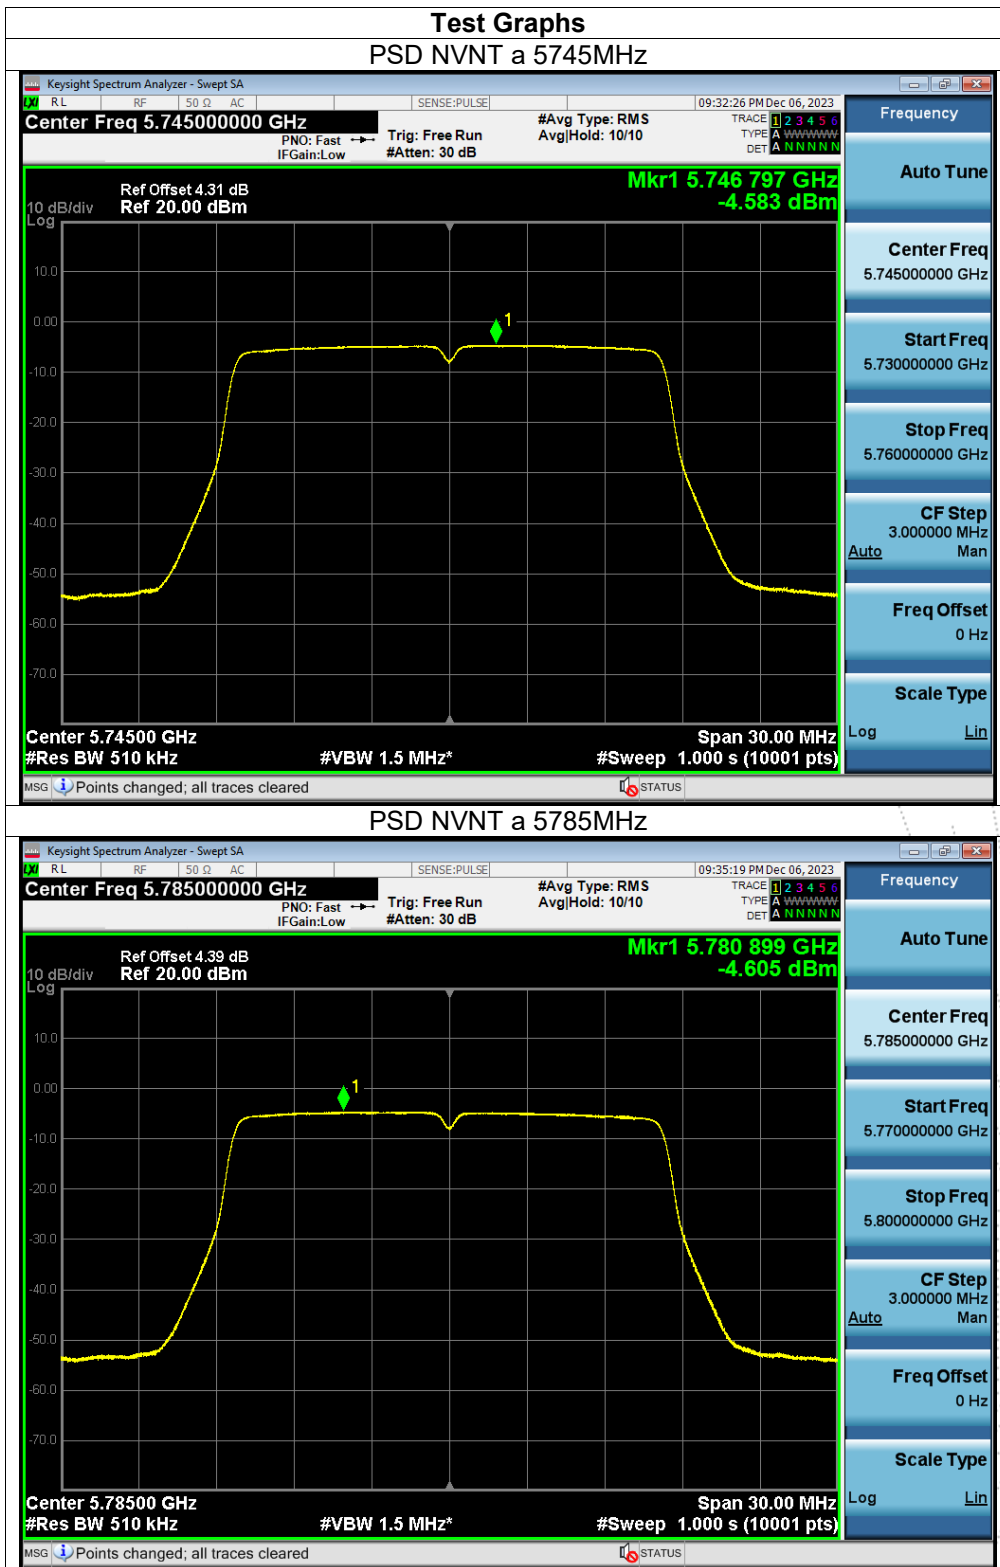 Test Graphs
PSD NVNT a 5745MHz
Keysight Spectrum Analyzer - Swept SA
LXI RL RF 50 Ω AC SENSE:PULSE 09:32:26 PM Dec 06, 2023
Center Freq 5.745000000 GHz
PNO: Fast
IFGain:Low
Trig: Free Run
#Atten: 30 dB
#Avg Type: RMS
Avg|Hold: 10/10
TRACE 1 2 3 4 5 6
TYPE A WWWWW
DET A N N N N N
Ref Offset 4.31 dB
10 dB/div Ref 20.00 dBm
Log
Mkr1 5.746 797 GHz
-4.583 dBm
1
10.0
0.00
-10.0
-20.0
-30.0
-40.0
-50.0
-60.0
-70.0
Center 5.74500 GHz Span 30.00 MHz
#Res BW 510 kHz #VBW 1.5 MHz* #Sweep 1.000 s (10001 pts)
MSG Points changed; all traces cleared STATUS
Frequency
Auto Tune
Center Freq
5.745000000 GHz
Start Freq
5.730000000 GHz
Stop Freq
5.760000000 GHz
CF Step
3.000000 MHz
Auto Man
Freq Offset
0 Hz
Scale Type
Log Lin
PSD NVNT a 5785MHz
Keysight Spectrum Analyzer - Swept SA
LXI RL RF 50 Ω AC SENSE:PULSE 09:35:19 PM Dec 06, 2023
Center Freq 5.785000000 GHz
PNO: Fast
IFGain:Low
Trig: Free Run
#Atten: 30 dB
#Avg Type: RMS
Avg|Hold: 10/10
TRACE 1 2 3 4 5 6
TYPE A WWWWW
DET A N N N N N
Ref Offset 4.39 dB
10 dB/div Ref 20.00 dBm
Log
Mkr1 5.780 899 GHz
-4.605 dBm
1
10.0
0.00
-10.0
-20.0
-30.0
-40.0
-50.0
-60.0
-70.0
Center 5.78500 GHz Span 30.00 MHz
#Res BW 510 kHz #VBW 1.5 MHz* #Sweep 1.000 s (10001 pts)
MSG Points changed; all traces cleared STATUS
Frequency
Auto Tune
Center Freq
5.785000000 GHz
Start Freq
5.770000000 GHz
Stop Freq
5.800000000 GHz
CF Step
3.000000 MHz
Auto Man
Freq Offset
0 Hz
Scale Type
Log Lin